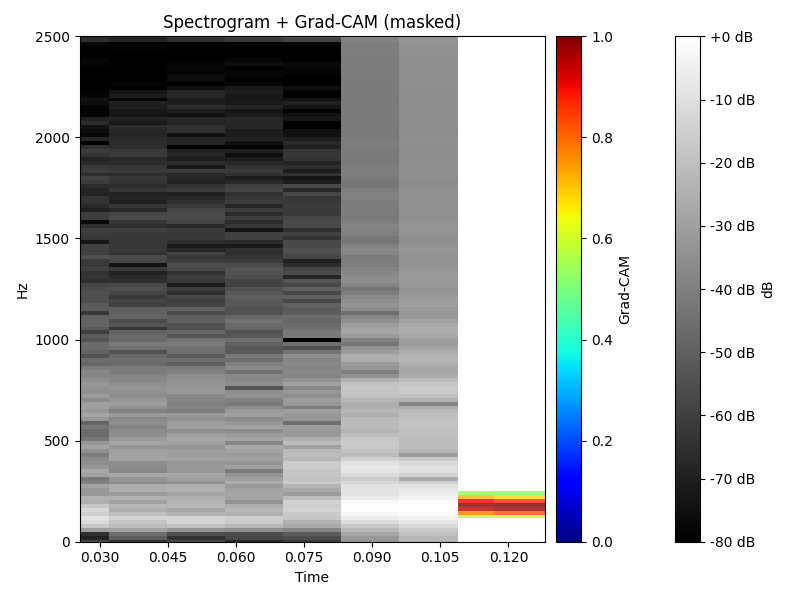 Spectrogram + Grad-CAM (masked)
2500
2000
1500
1000
500
0
Hz
0.030 0.045 0.060 0.075 0.090 0.105 0.120
Time
1.0
0.8
0.6
0.4
0.2
0.0
Grad-CAM
+0 dB
-10 dB
-20 dB
-30 dB
-40 dB
-50 dB
-60 dB
-70 dB
-80 dB
dB